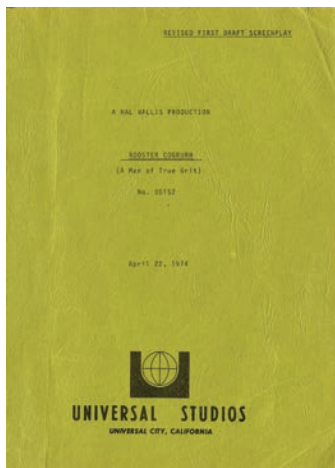 REVISED FIRST DRAFT SCREENPLAY
A HAL WALLIS PRODUCTION
ROOSTER COGBURN
(A Man of True Grit)
No.
April 22, 1974
UNIVERSAL STUDIOS
UNIVERSAL CITY, CALIFORNIA